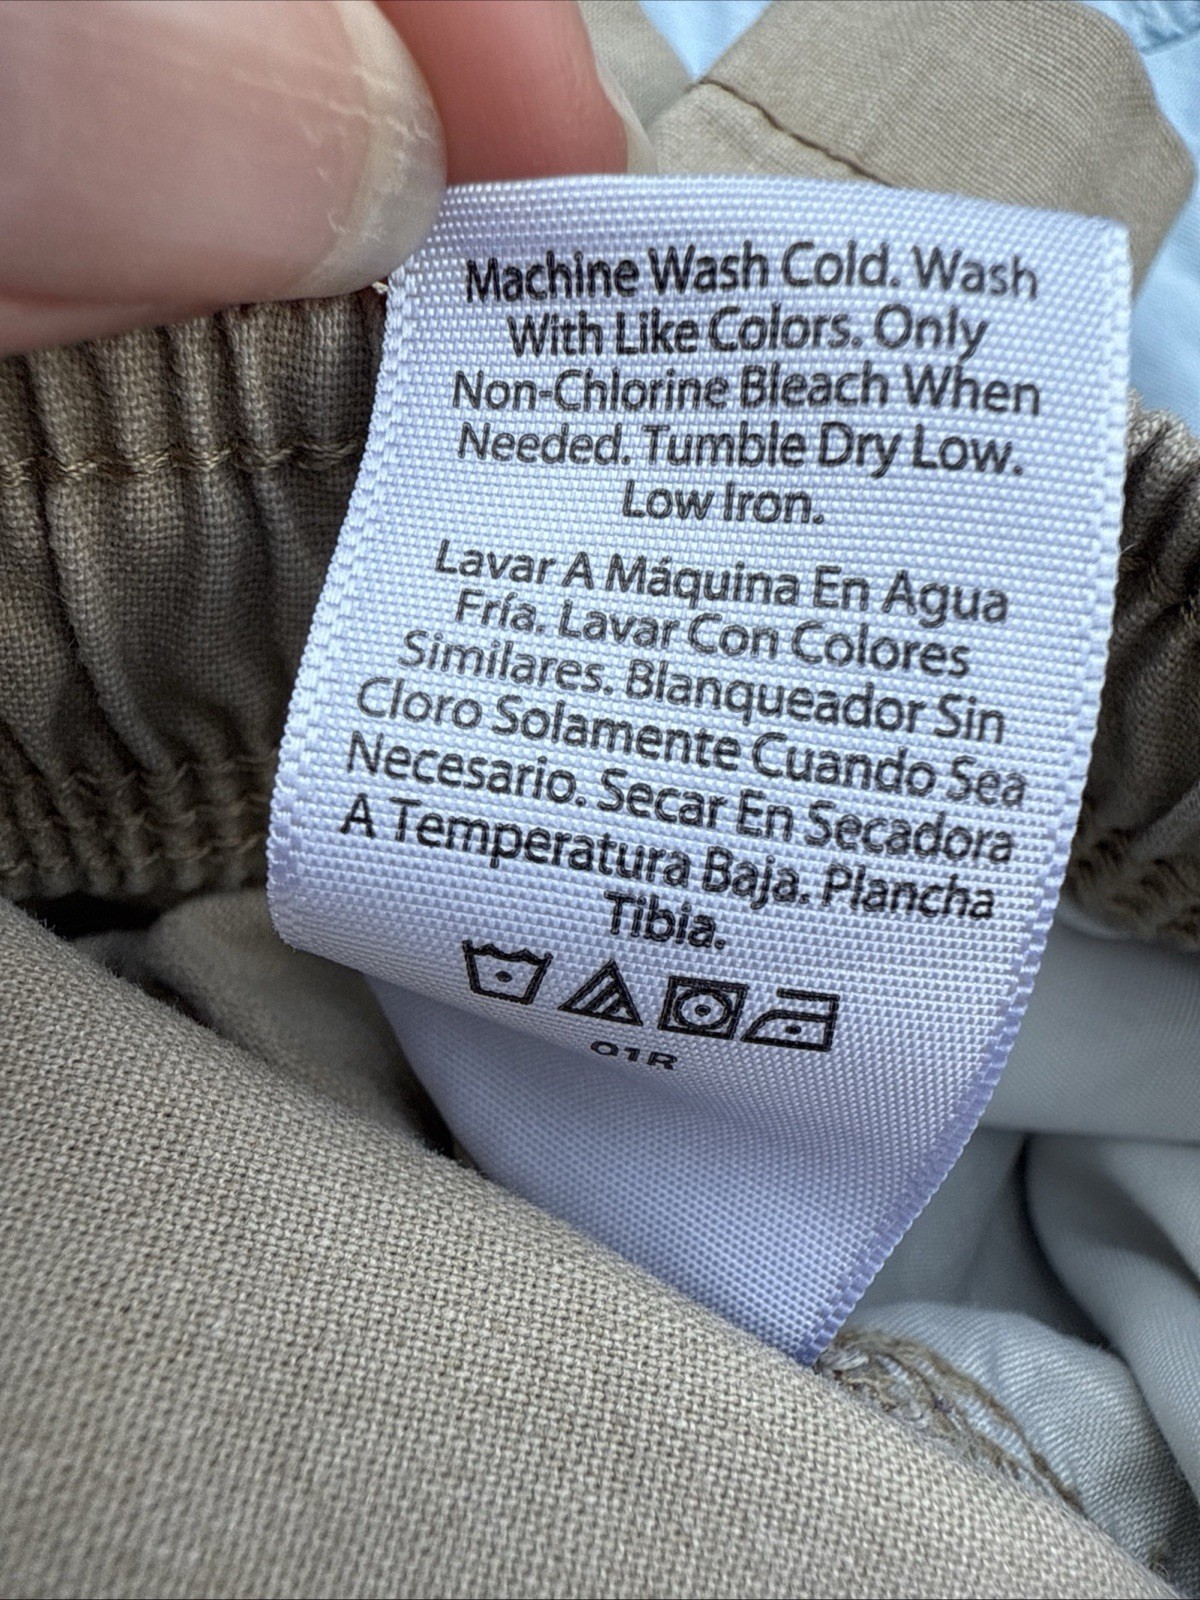 Machine Wash Cold. Wash
With Like Colors. Only
Non-Chlorine Bleach When
Needed. Tumble Dry Low.
Low Iron.
Lavar A Máquina En Agua
Fría. Lavar Con Colores
Similares. Blanqueador Sin
Cloro Solamente Cuando Sea
Necesario. Secar En Secadora
A Temperatura Baja. Plancha
Tibia.
01R